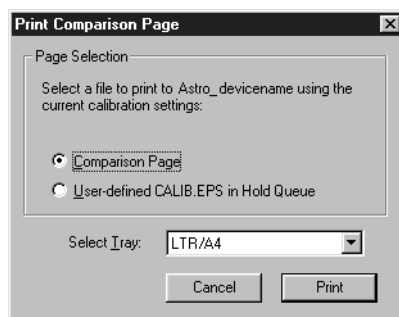 Print Comparison Page
Page Selection
Select a file to print to Astro_devicename using the
current calibration settings:
Comparison Page
User-defined CALIB.EPS in Hold Queue
Select Tray: LTR/A4
Cancel Print